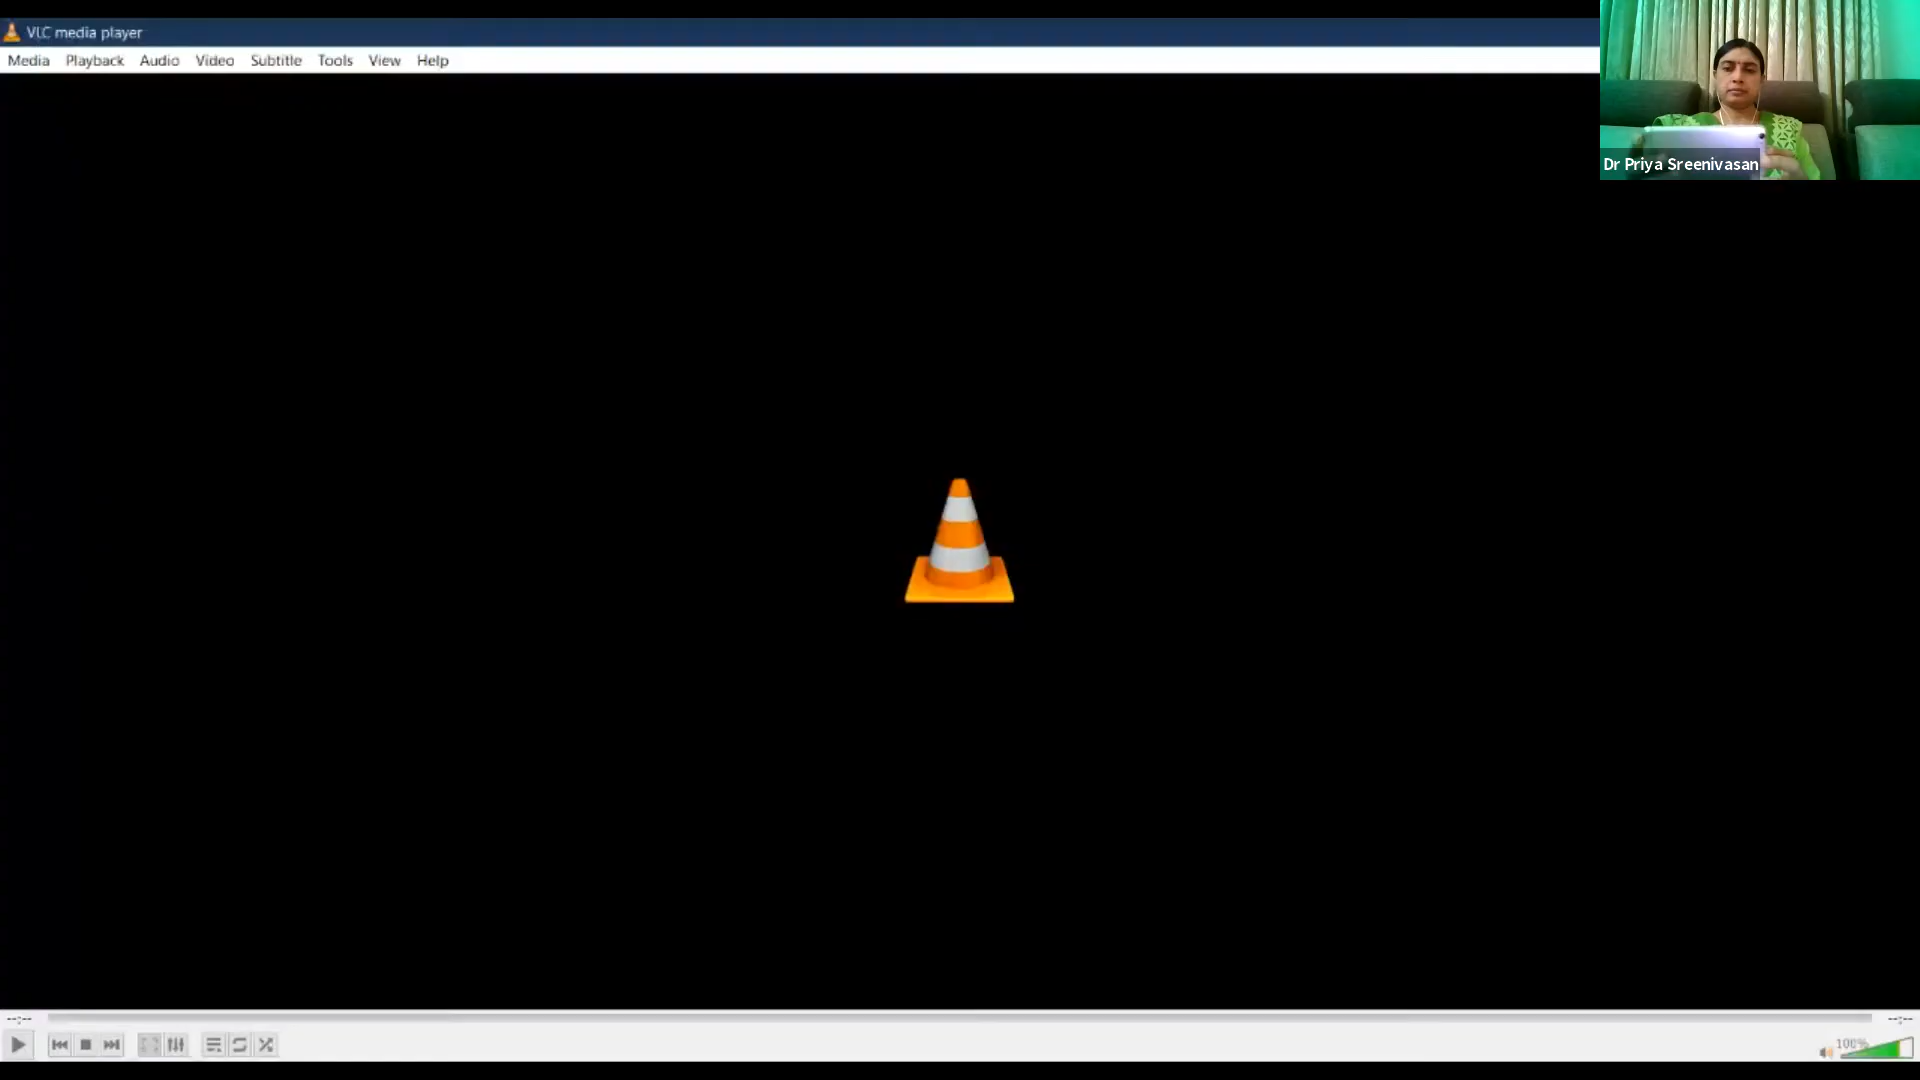 VLC media player
Media Playback Audio Video Subtitle Tools View Help
Dr Priya Sreenivasan
--:-- --:--
100%